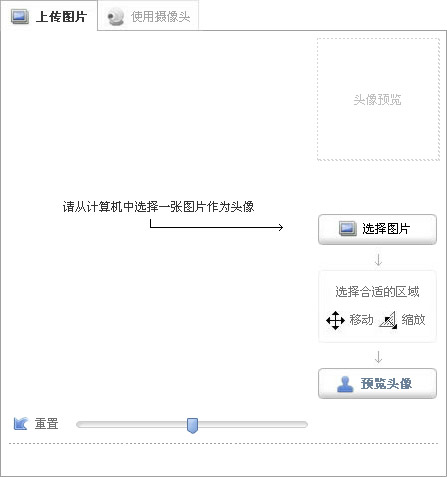 上传图片
使用摄像头
头像预览
请从计算机中选择一张图片作为头像
选择图片
选择合适的区域
移动 缩放
预览头像
重置